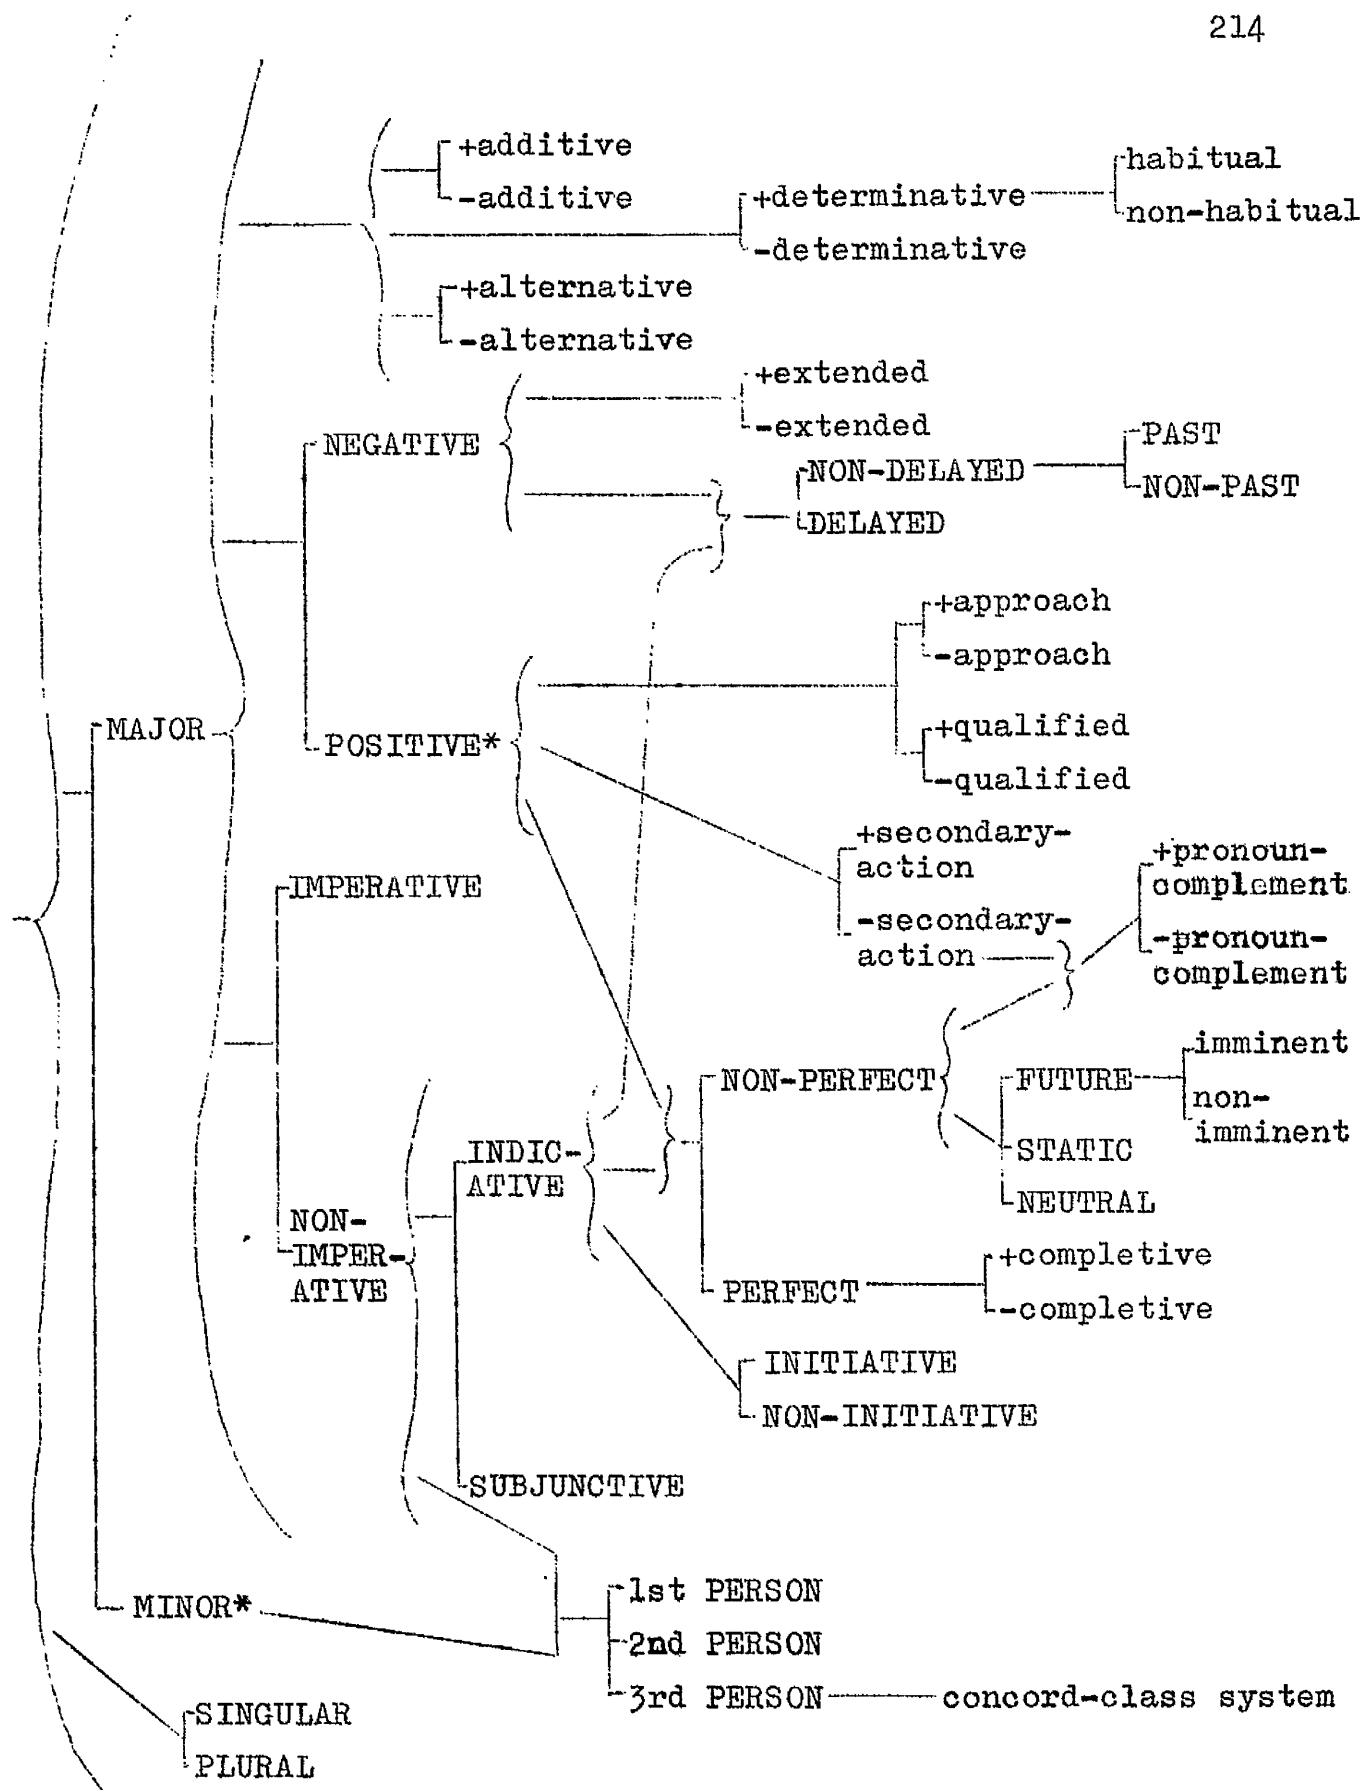 214
+additive
-additive
+determinative
-determinative
habitual
non-habitual
+alternative
-alternative
NEGATIVE
+extended
-extended
NON-DELAYED
DELAYED
PAST
NON-PAST
MAJOR
POSITIVE*
+approach
-approach
+qualified
-qualified
+secondary-
action
-secondary-
action
+pronoun-
complement
-pronoun-
complement
IMPERATIVE
NON-
IMPER-
ATIVE
INDIC-
ATIVE
NON-PERFECT
FUTURE
STATIC
NEUTRAL
imminent
non-
imminent
PERFECT
+completive
-completive
INITIATIVE
NON-INITIATIVE
SUBJUNCTIVE
MINOR*
1st PERSON
2nd PERSON
3rd PERSON
concord-class system
SINGULAR
PLURAL